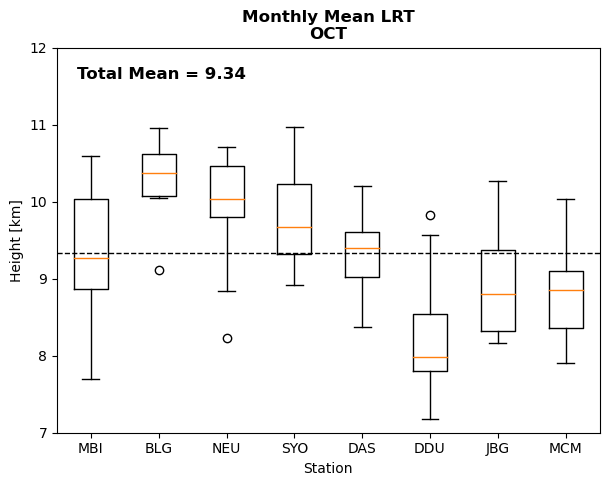 Monthly Mean LRT
OCT
Total Mean = 9.34
Height [km]
12
11
10
9
8
7
MBI BLG NEU SYO DAS DDU JBG MCM
Station